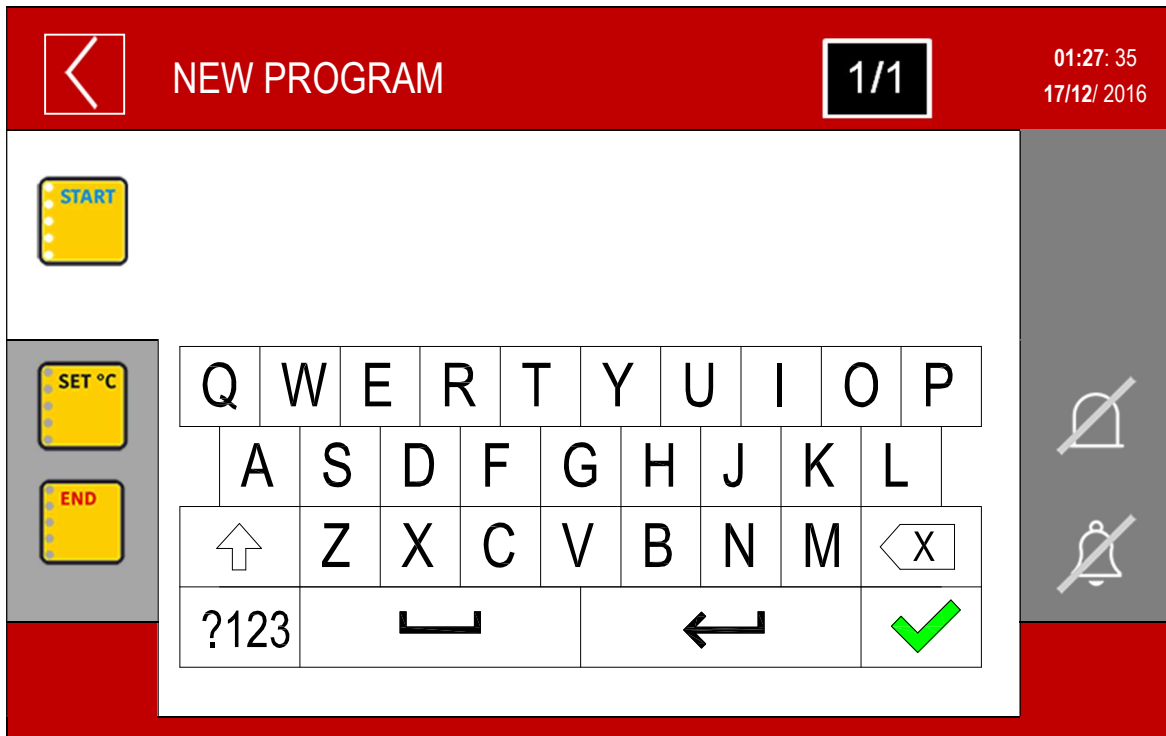 NEW PROGRAM
1/1
01:27: 35
17/12/ 2016
START
SET °C
END
Q W E R T Y U I O P
A S D F G H J K L
Z X C V B N M X
?123